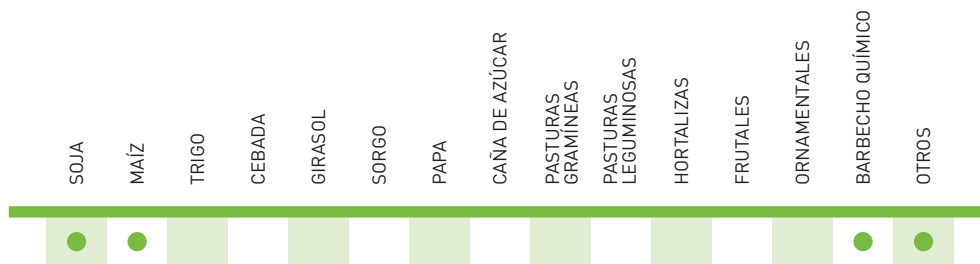 SOJA
MAÍZ
TRIGO
CEBADA
GIRASOL
SORGO
PAPA
CAÑA DE AZÚCAR
PASTURAS
GRAMÍNEAS
PASTURAS
LEGUMINOSAS
HORTALIZAS
FRUTALES
ORNAMENTALES
BARBECHO QUÍMICO
OTROS